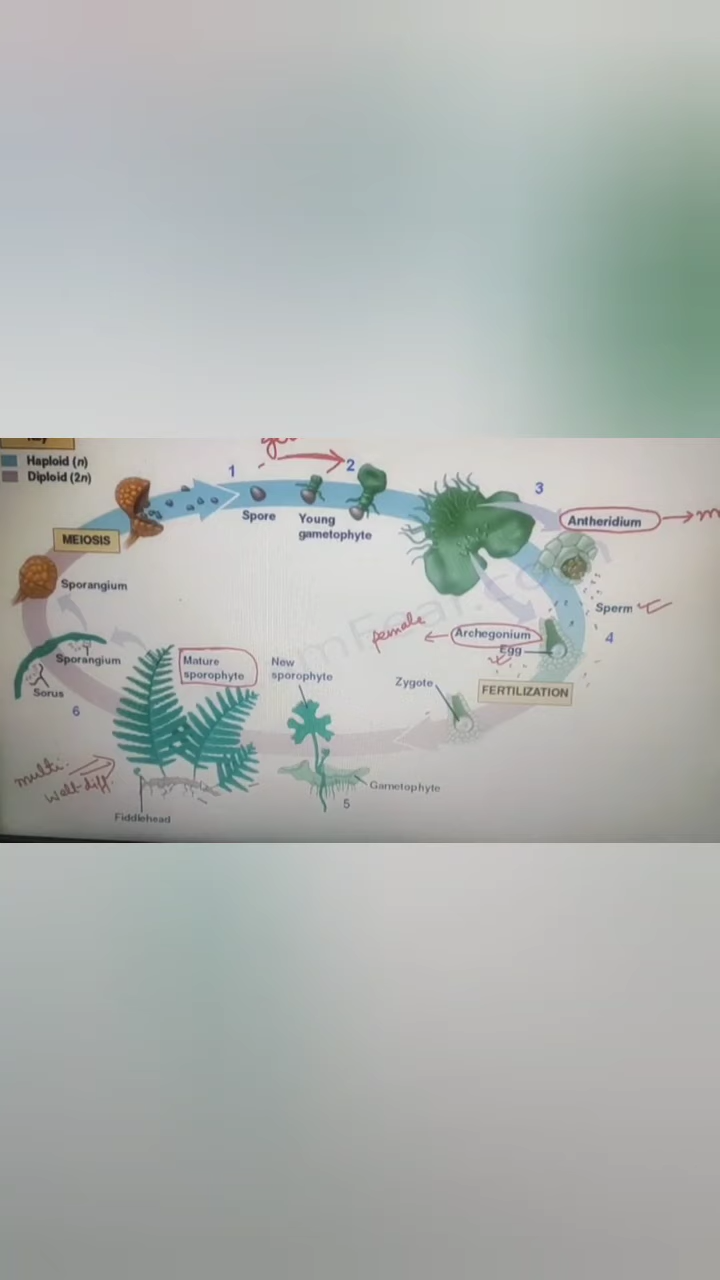 Haploid (n)
Diploid (2n)
1
2
3
Spore
Young
gametophyte
Antheridium
MEIOSIS
Sporangium
Sperm
4
female
Archegonium
Egg
FERTILIZATION
Zygote
New
sporophyte
Mature
sporophyte
Sporangium
Sorus
6
multi.
well-diff.
Fiddlehead
Gametophyte
5